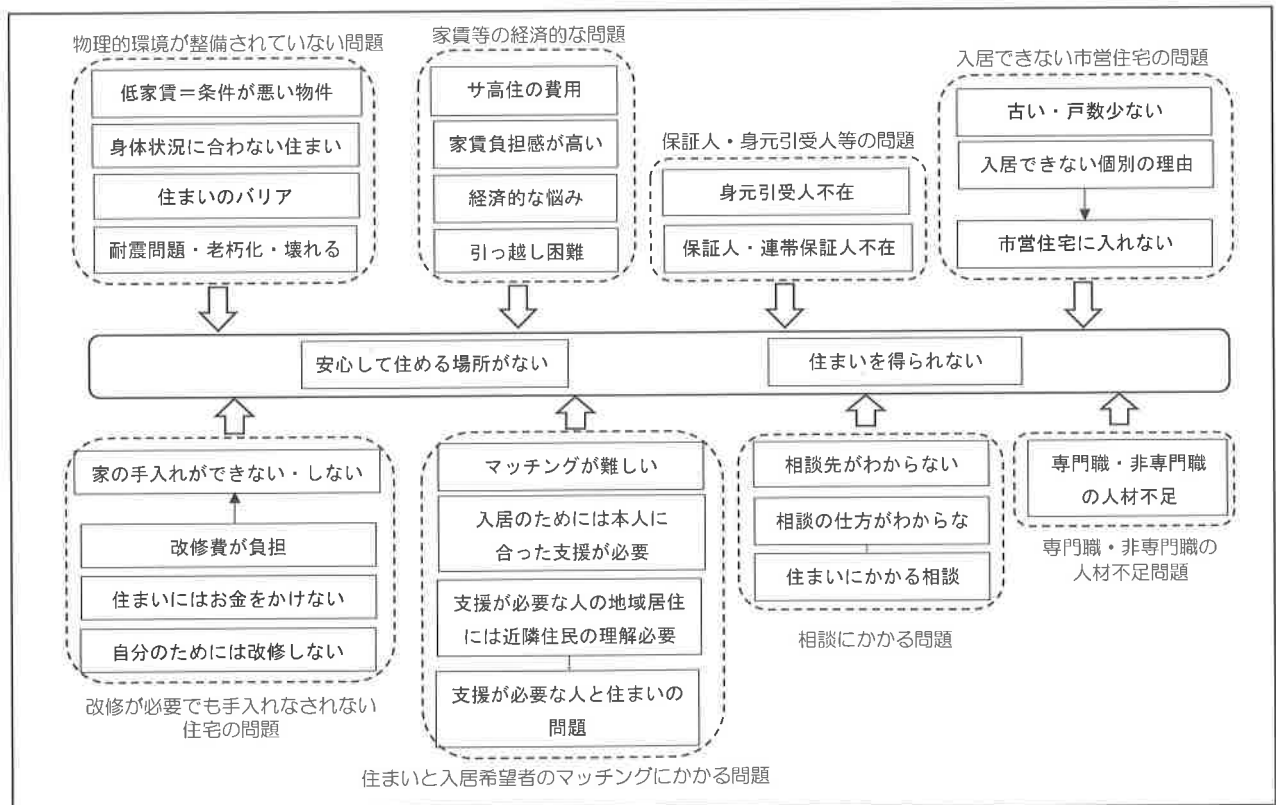 物理的環境が整備されていない問題
低家賃＝条件が悪い物件
身体状況に合わない住まい
住まいのバリア
耐震問題・老朽化・壊れる
家賃等の経済的な問題
サ高住の費用
家賃負担感が高い
経済的な悩み
引っ越し困難
保証人・身元引受人等の問題
身元引受人不在
保証人・連帯保証人不在
入居できない市営住宅の問題
古い・戸数少ない
入居できない個別の理由
市営住宅に入れない
安心して住める場所がない
住まいを得られない
家の手入れができない・しない
改修費が負担
住まいにはお金をかけない
自分のためには改修しない
改修が必要でも手入れなされない
住宅の問題
マッチングが難しい
入居のためには本人に
合った支援が必要
支援が必要な人の地域居住
には近隣住民の理解必要
支援が必要な人と住まいの
問題
住まいと入居希望者のマッチングにかかる問題
相談先がわからない
相談の仕方がわからな
住まいにかかる相談
相談にかかる問題
専門職・非専門職
の人材不足
専門職・非専門職の
人材不足問題